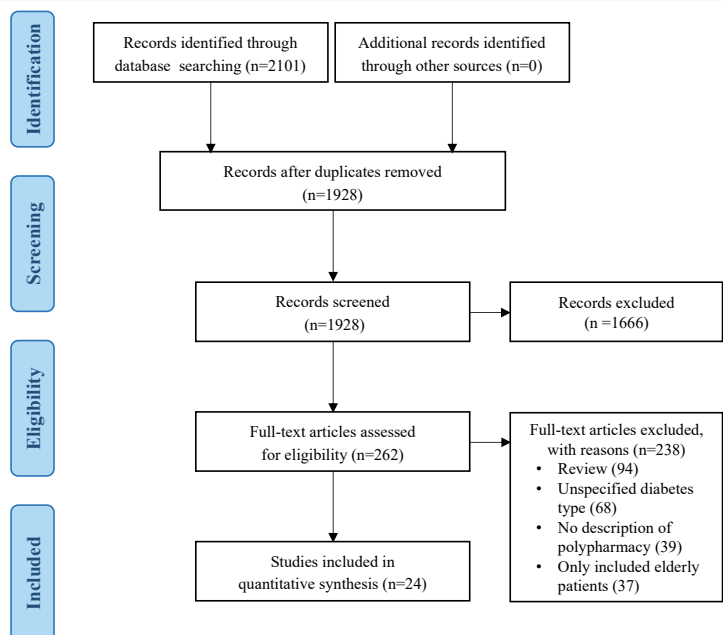 Identification
Records identified through
database searching (n=2101)
Additional records identified
through other sources (n=0)
Records after duplicates removed
(n=1928)
Screening
Records screened
(n=1928)
Records excluded
(n =1666)
Eligibility
Full-text articles assessed
for eligibility (n=262)
Full-text articles excluded,
with reasons (n=238)
• Review (94)
• Unspecified diabetes
type (68)
• No description of
polypharmacy (39)
• Only included elderly
patients (37)
Included
Studies included in
quantitative synthesis (n=24)